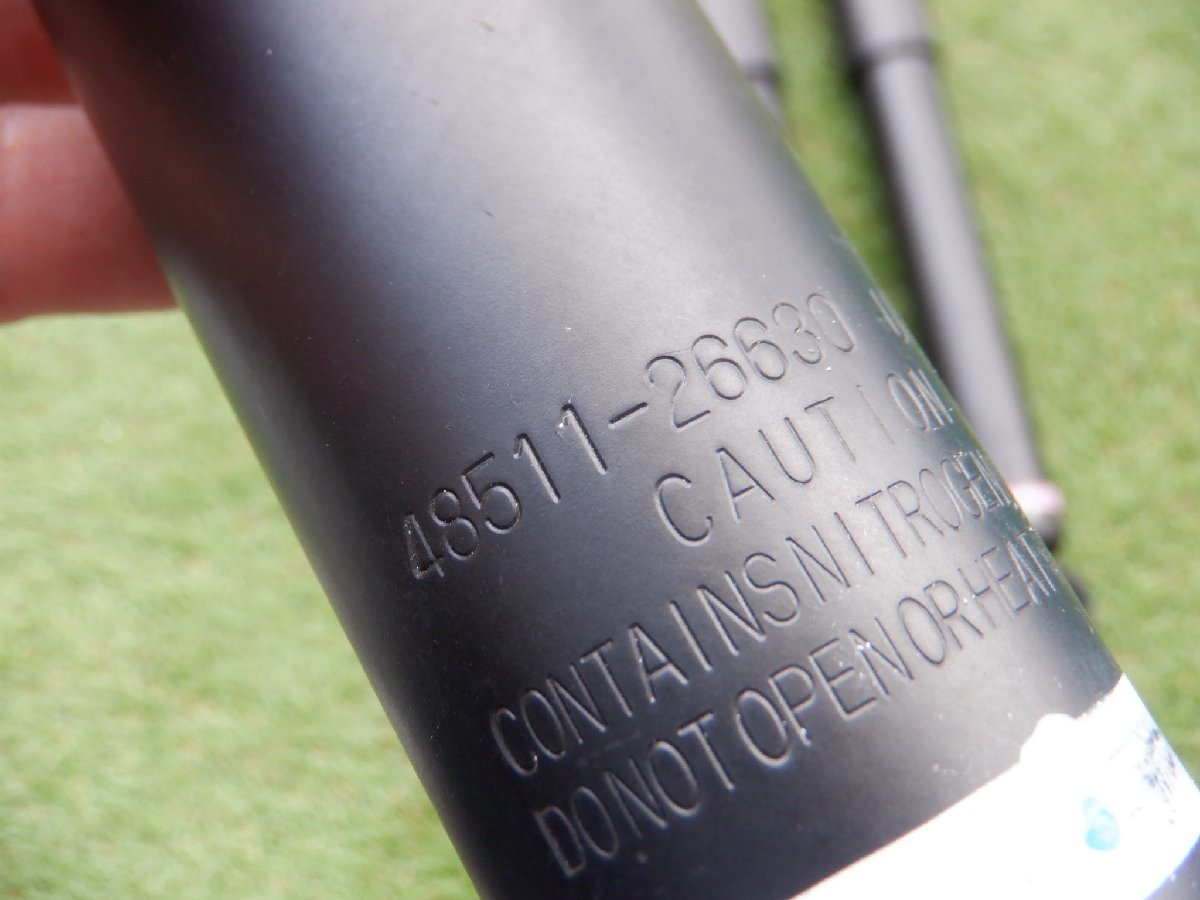 48511-26630
CAUTION
CONTAINS NITROGEN
DO NOT OPEN OR HEAT